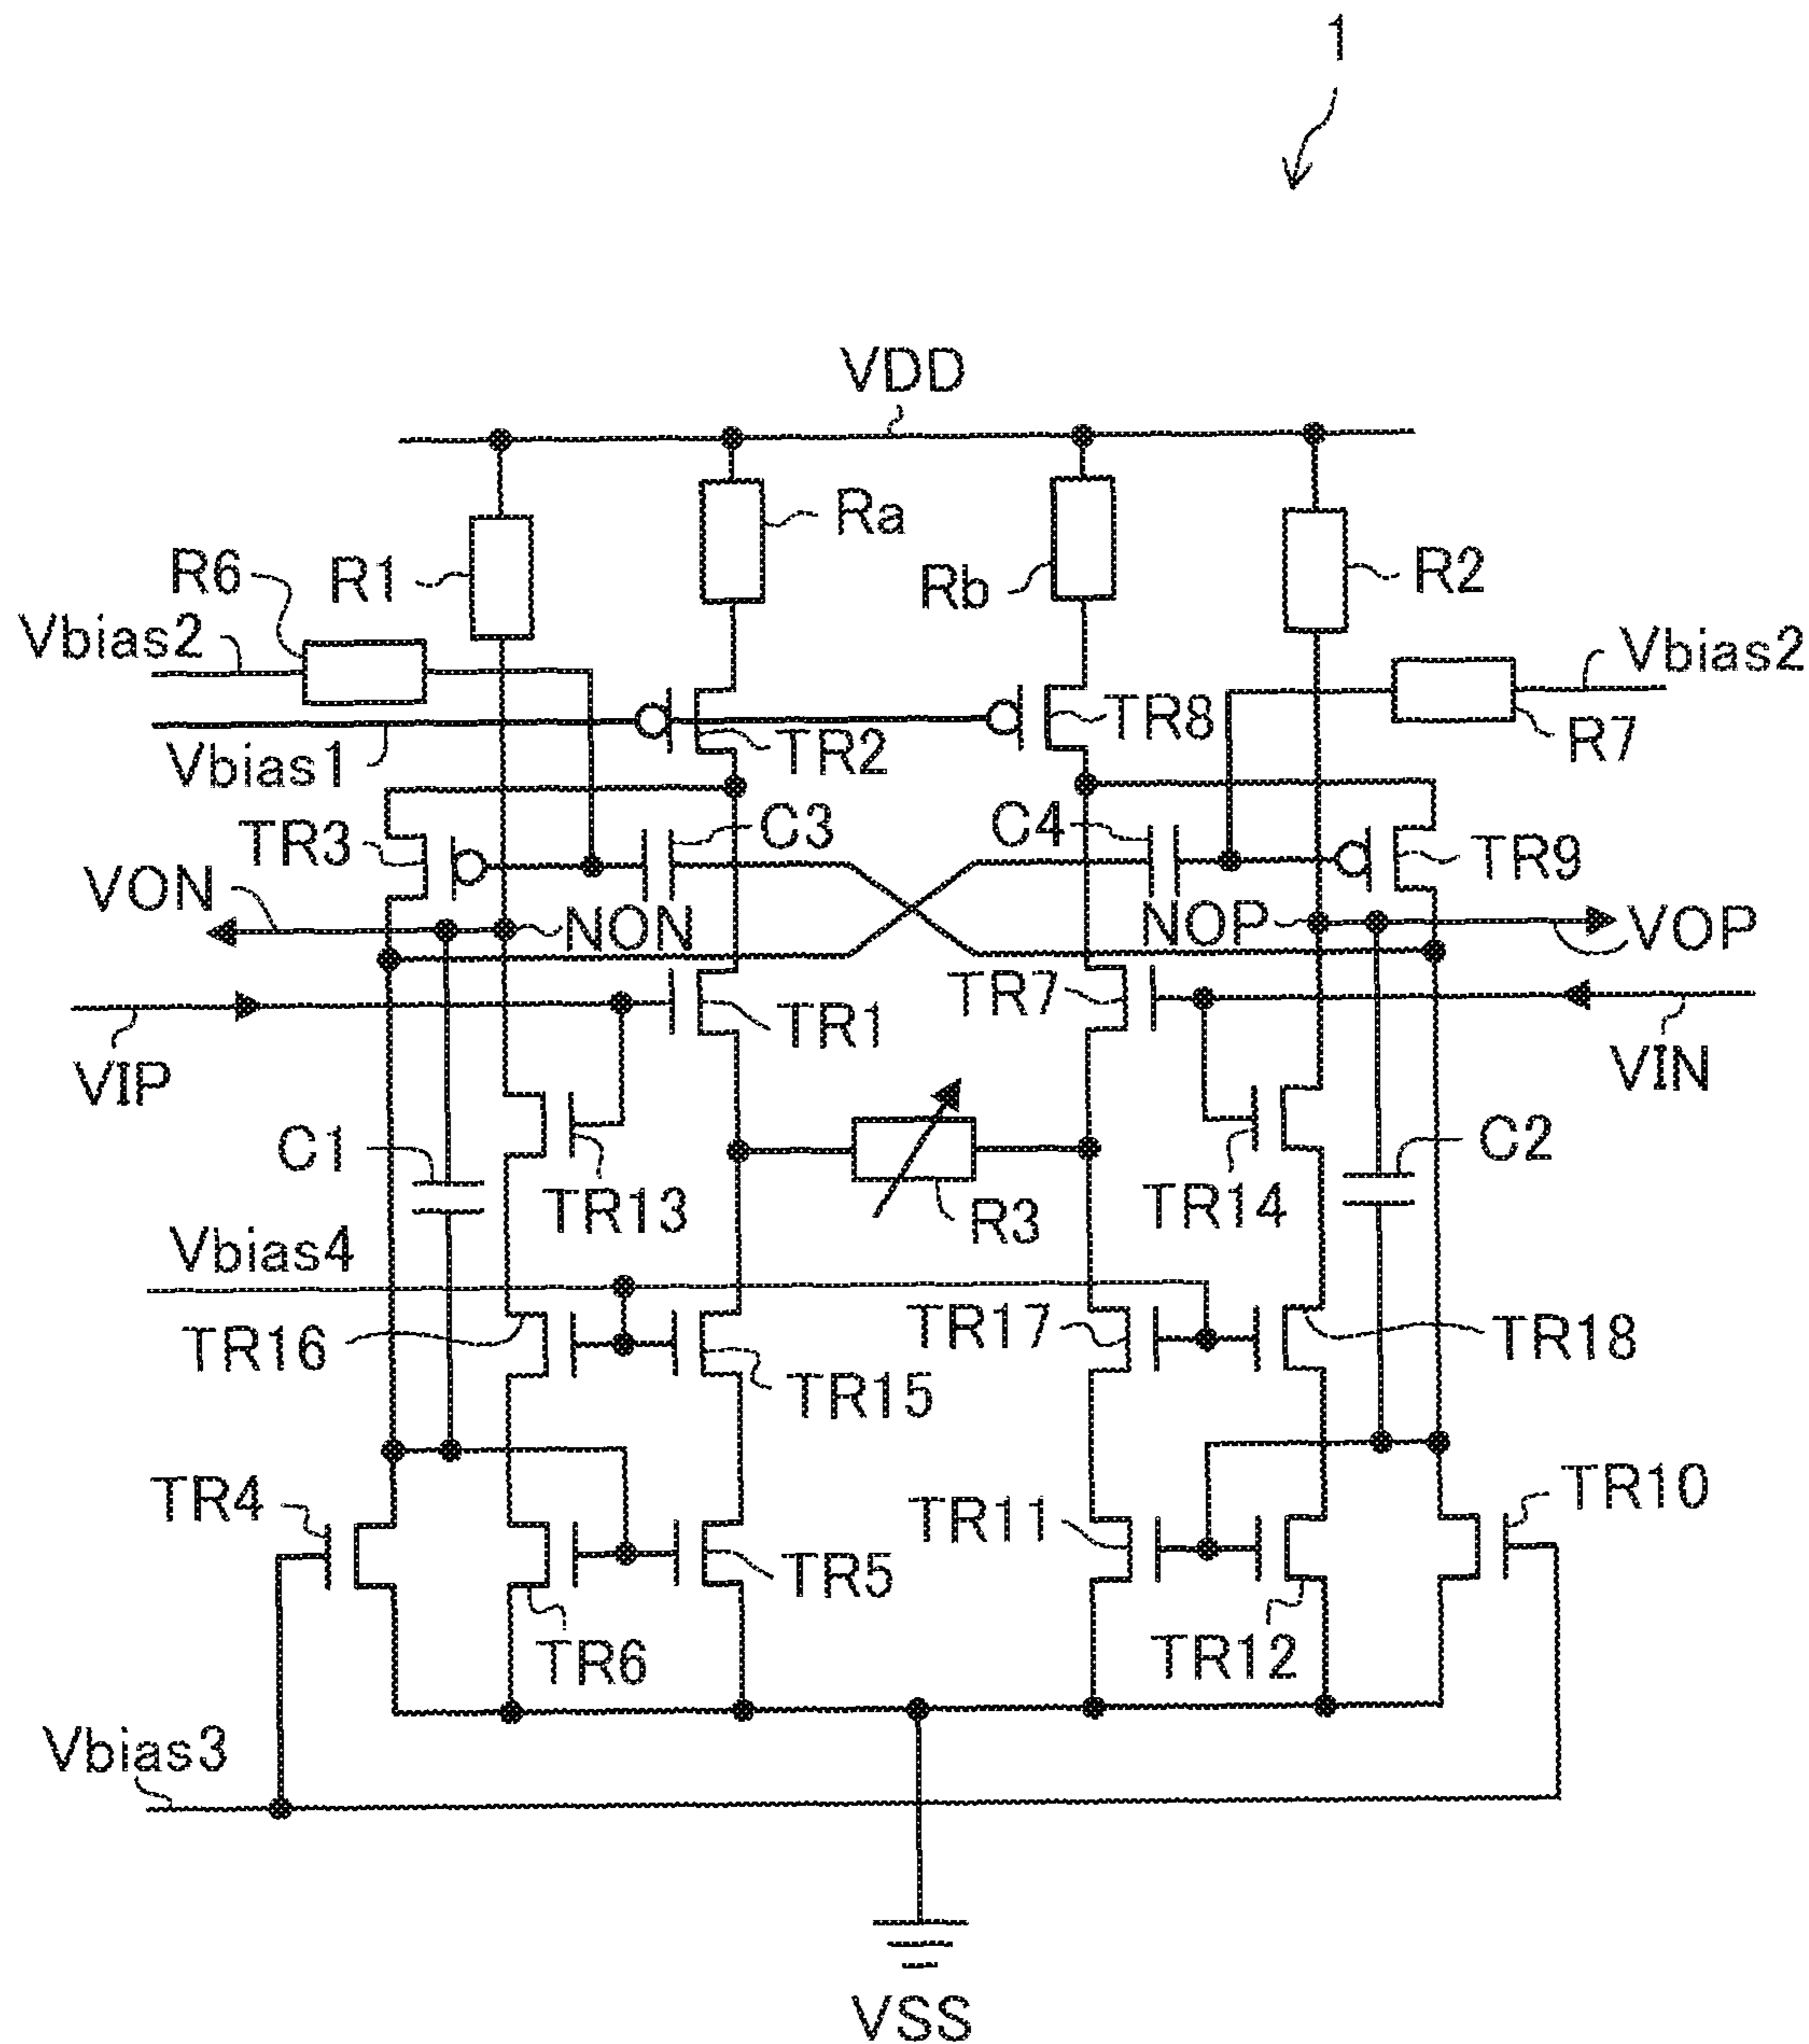 1
VDD
Ra
R6
R1
Rb
R2
Vbias2
Vbias2
Vbias1
TR2
TR8
R7
TR3
C3
C4
TR9
VON
NON
NOP
VOP
VIP
TR1
TR7
VIN
C1
TR13
R3
TR14
C2
Vbias4
TR16
TR15
TR17
TR18
TR4
TR5
TR11
TR10
TR6
TR12
Vbias3
VSS